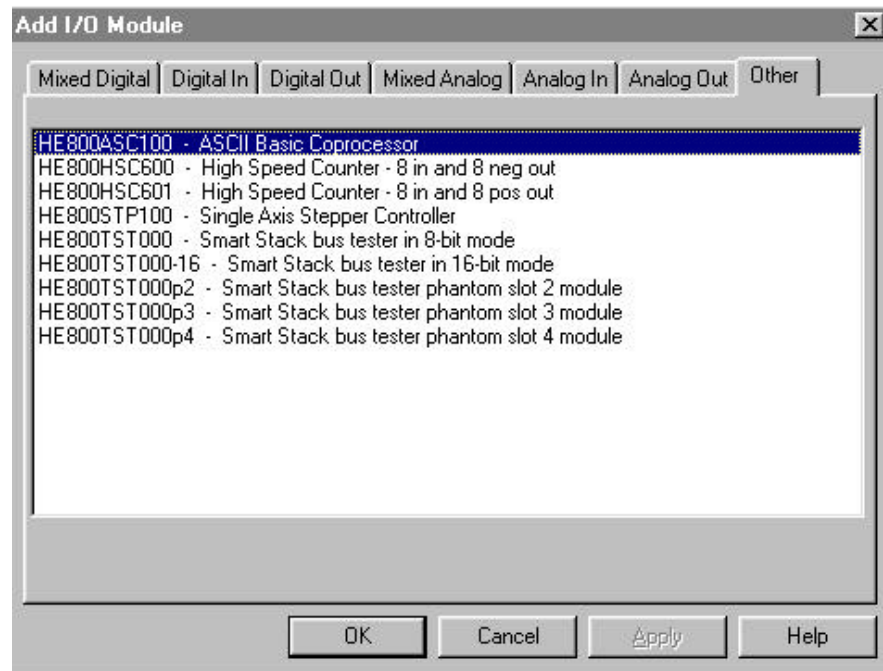 Add I/O Module
Mixed Digital Digital In Digital Out Mixed Analog Analog In Analog Out Other
HE800ASC100 - ASCII Basic Coprocessor
HE800HSC600 - High Speed Counter - 8 in and 8 neg out
HE800HSC601 - High Speed Counter - 8 in and 8 pos out
HE800STP100 - Single Axis Stepper Controller
HE800TST000 - Smart Stack bus tester in 8-bit mode
HE800TST000-16 - Smart Stack bus tester in 16-bit mode
HE800TST000p2 - Smart Stack bus tester phantom slot 2 module
HE800TST000p3 - Smart Stack bus tester phantom slot 3 module
HE800TST000p4 - Smart Stack bus tester phantom slot 4 module
OK Cancel Apply Help